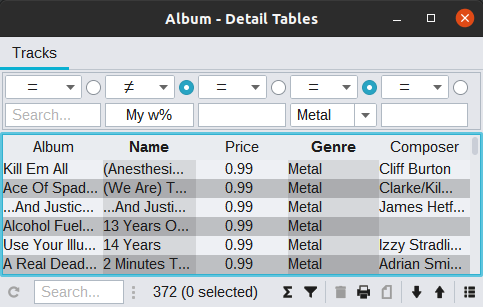 Album - Detail Tables
Tracks
= ≠ = = =
Search... My w% Metal
Album Name Price Genre Composer
Kill Em All (Anesthesi... 0.99 Metal Cliff Burton
Ace Of Spad... (We Are) T... 0.99 Metal Clarke/Kil...
...And Justic... ...And Justi... 0.99 Metal James Hetf...
Alcohol Fuel... 13 Years O... 0.99 Metal
Use Your Illu... 14 Years 0.99 Metal Izzy Stradli...
A Real Dead... 2 Minutes T... 0.99 Metal Adrian Smi...
Search... 372 (0 selected) Σ